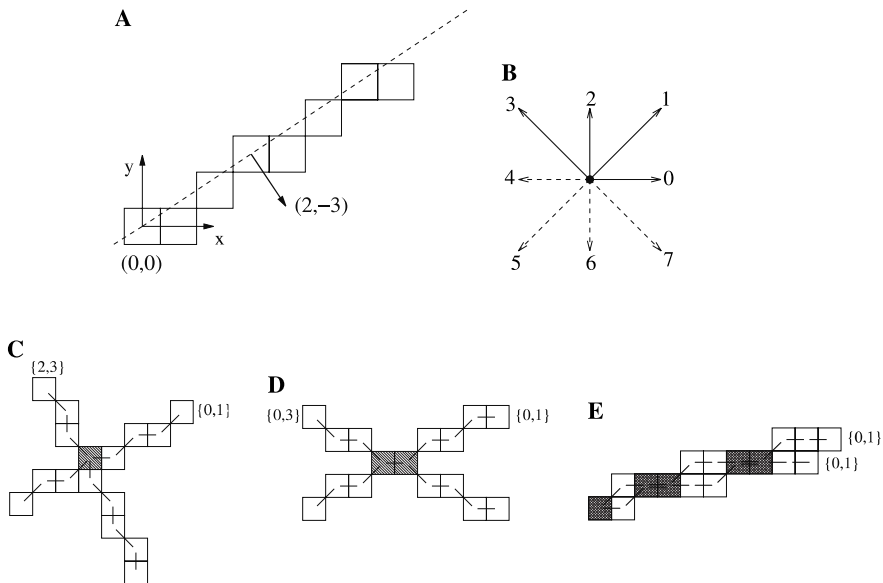 A
y
x
(2,−3)
(0,0)
B
3 2 1
4 0
5 6 7
C
{2,3}
{0,1}
D
{0,3}
{0,1}
E
{0,1}
{0,1}